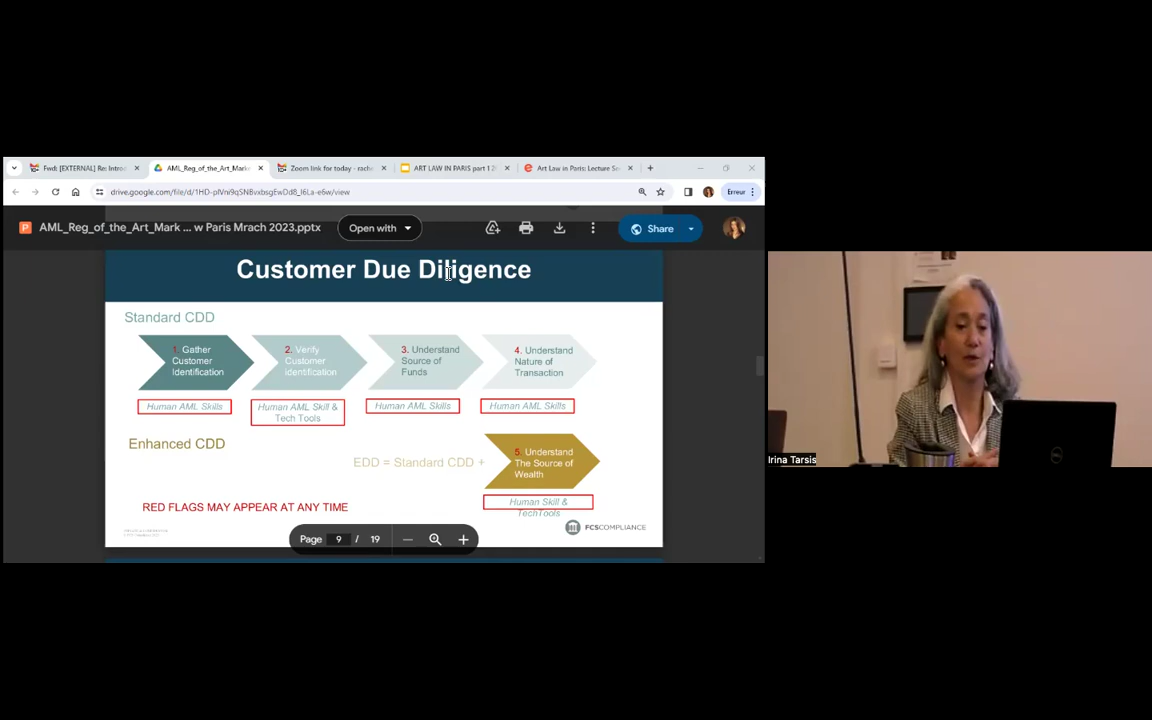 Fwd: [EXTERNAL] Re: Introd
AML_Reg_of_the_Art_Marke
Zoom link for today - rache
ART LAW IN PARIS part 1 2
Art Law in Paris: Lecture Se
drive.google.com/file/d/1HD-pIVni9qSNBvxbsgEwDd8_l6La-e6w/view
Erreur
AML_Reg_of_the_Art_Mark ... w Paris Mrach 2023.pptx
Open with
Share
Customer Due Diligence
Standard CDD
1. Gather
Customer
Identification
2. Verify
Customer
identification
3. Understand
Source of
Funds
4. Understand
Nature of
Transaction
Human AML Skills
Human AML Skill &
Tech Tools
Human AML Skills
Human AML Skills
Enhanced CDD
EDD = Standard CDD +
5. Understand
The Source of
Wealth
Human Skill &
TechTools
RED FLAGS MAY APPEAR AT ANY TIME
FCSCOMPLIANCE
Page 9 / 19
Irina Tarsis